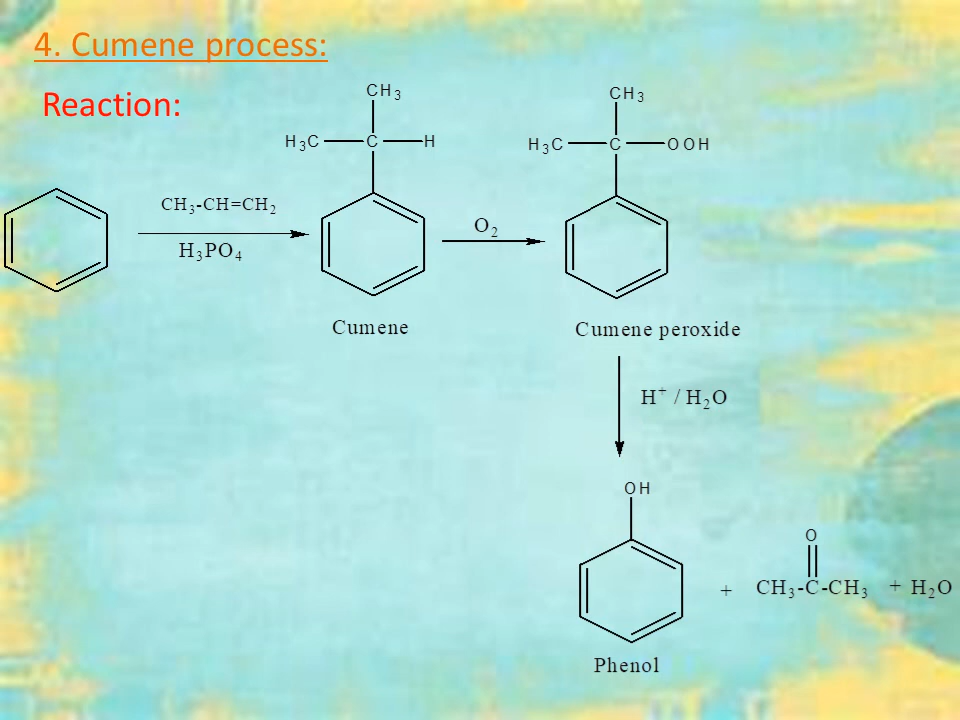 4. Cumene process:
Reaction:
CH3
H3C C H
CH3
H3C C OOH
CH3-CH=CH2
H3PO4
O2
Cumene
Cumene peroxide
H+ / H2O
OH
O
+ CH3-C-CH3 + H2O
Phenol